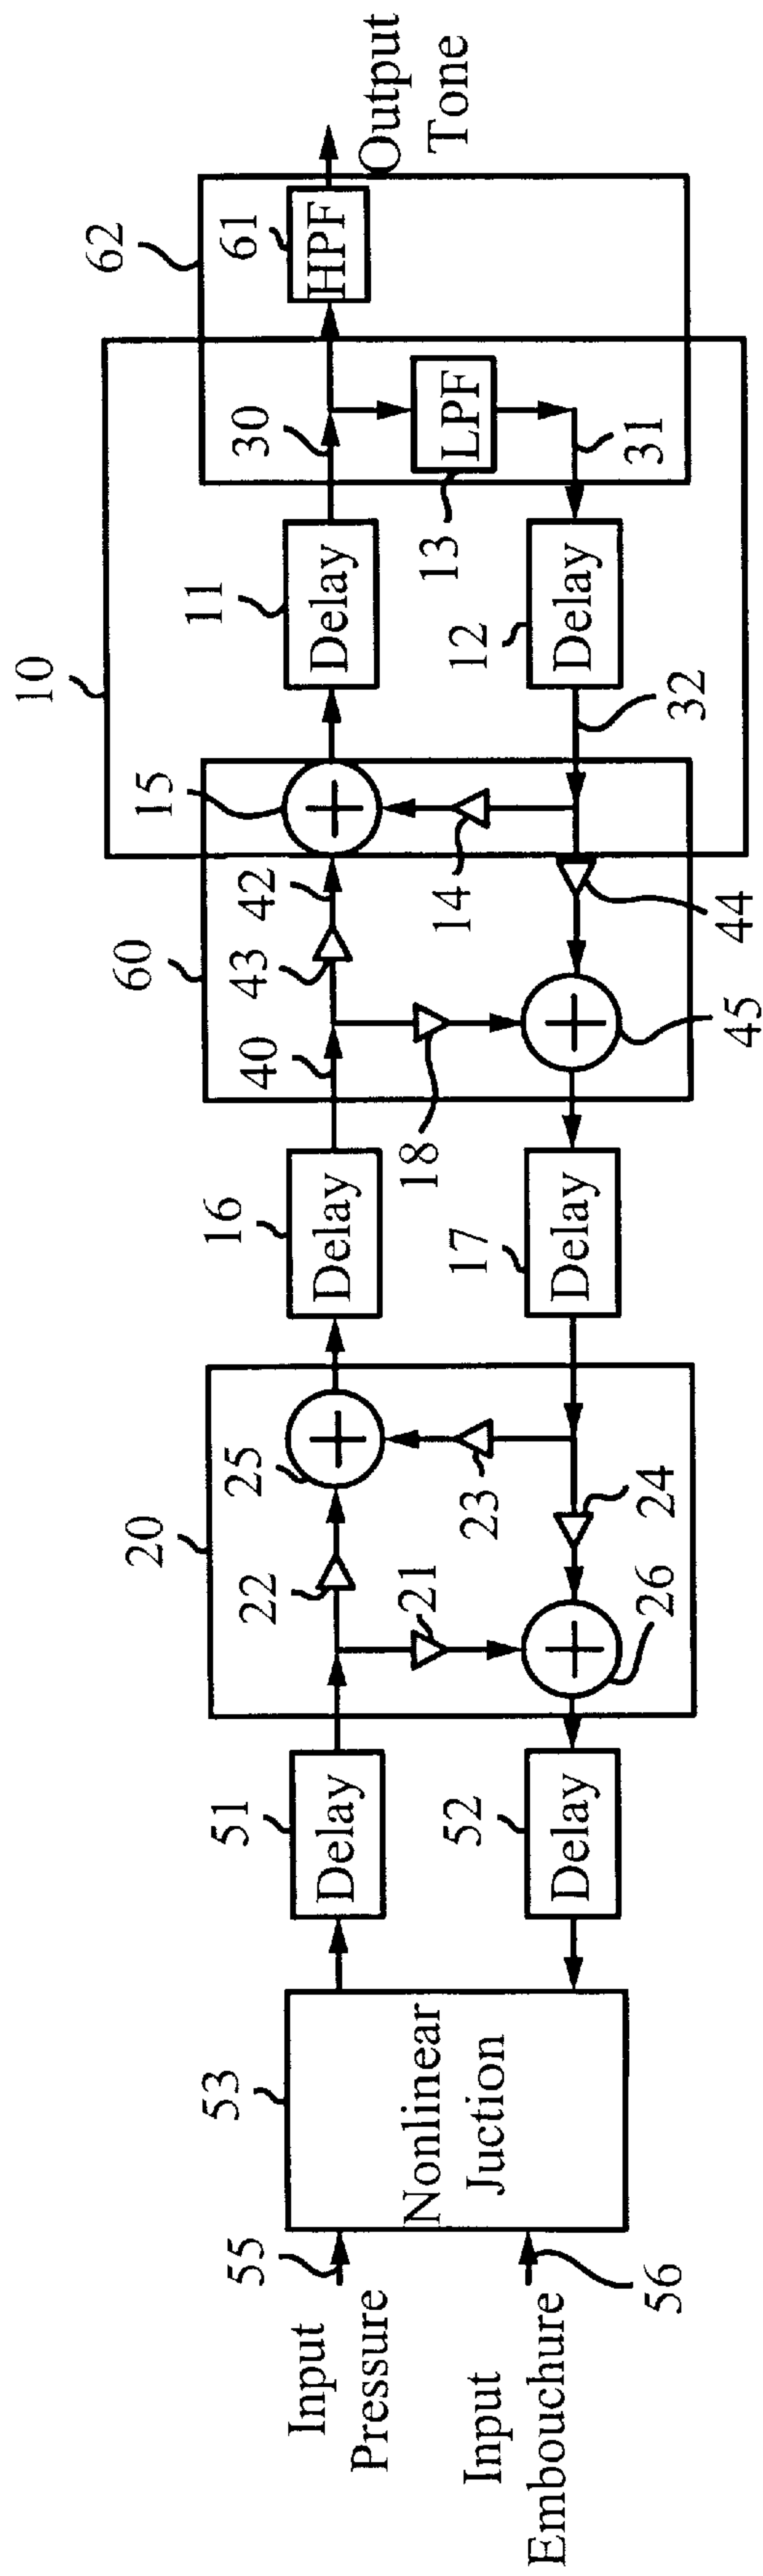 Input
Pressure
55
Input
Embouchure
56
53
Nonlinear
Juction
51
Delay
52
Delay
20
22
21
25
23
24
26
16
Delay
17
Delay
60
40
43
42
18
14
44
45
10
15
11
Delay
12
Delay
32
30
13
LPF
31
62
61
HPF
Output
Tone